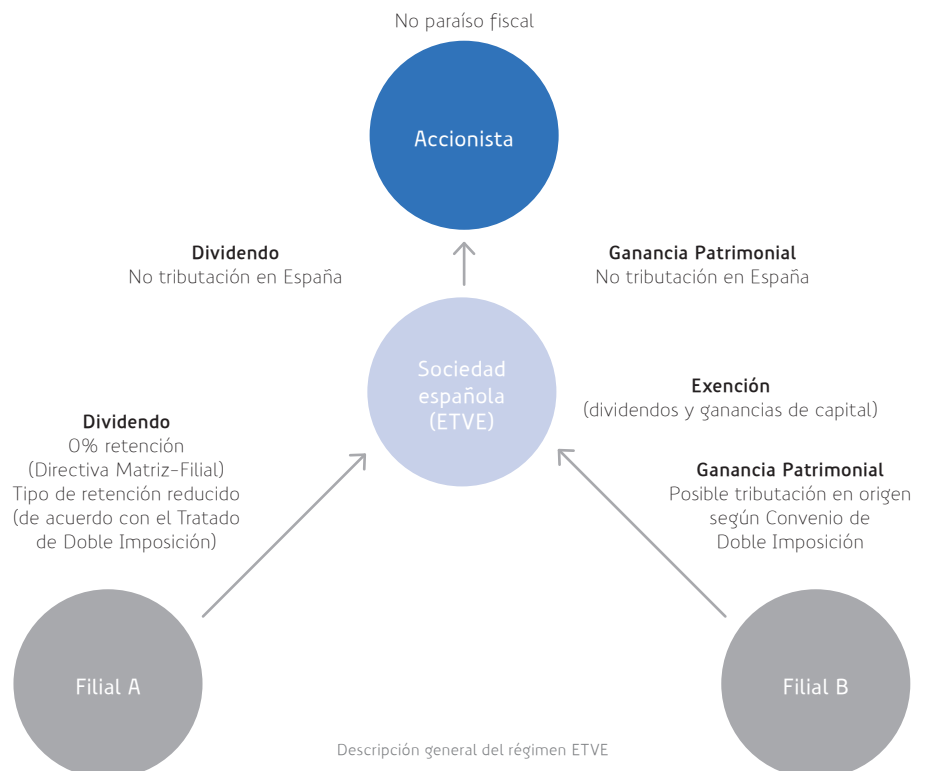 No paraíso fiscal
Accionista
Dividendo
No tributación en España
Ganancia Patrimonial
No tributación en España
Sociedad
española
(ETVE)
Exención
(dividendos y ganancias de capital)
Dividendo
0% retención
(Directiva Matriz-Filial)
Tipo de retención reducido
(de acuerdo con el Tratado
de Doble Imposición)
Ganancia Patrimonial
Posible tributación en origen
según Convenio de
Doble Imposición
Filial A
Filial B
Descripción general del régimen ETVE